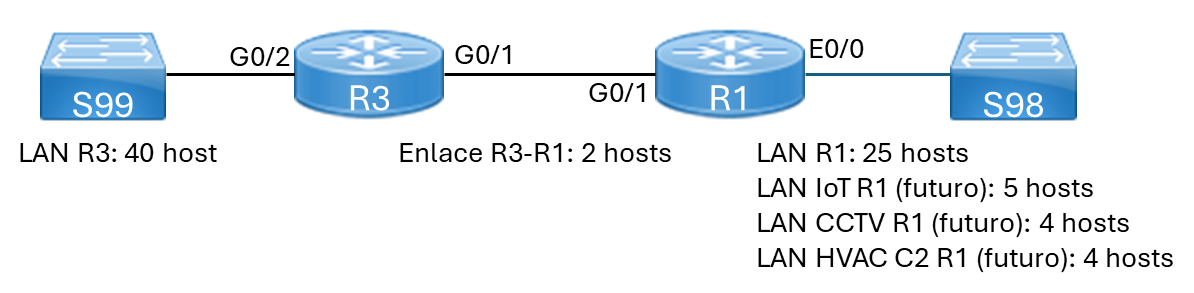 G0/2
G0/1
E0/0
S99
R3
G0/1
R1
S98
LAN R3: 40 host
Enlace R3-R1: 2 hosts
LAN R1: 25 hosts
LAN IoT R1 (futuro): 5 hosts
LAN CCTV R1 (futuro): 4 hosts
LAN HVAC C2 R1 (futuro): 4 hosts